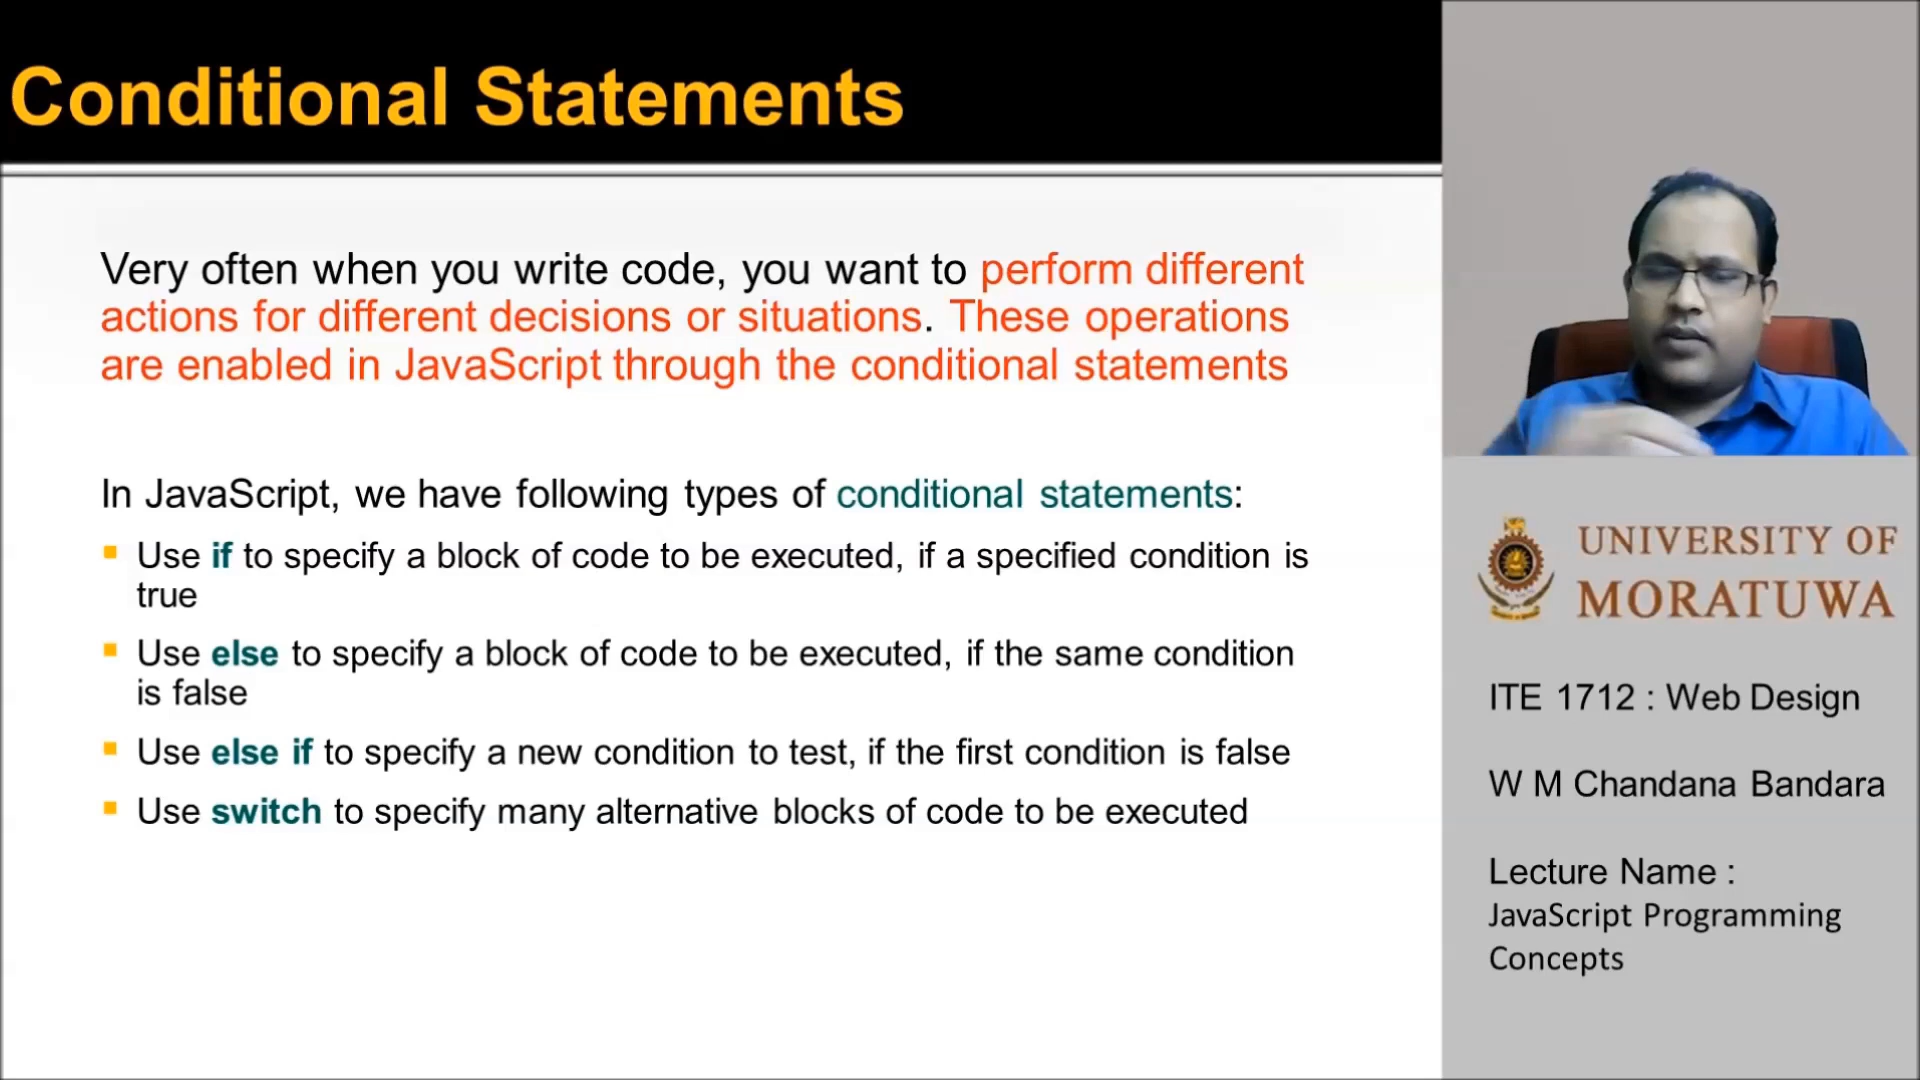 Conditional Statements
Very often when you write code, you want to perform different
actions for different decisions or situations. These operations
are enabled in JavaScript through the conditional statements
In JavaScript, we have following types of conditional statements:
Use if to specify a block of code to be executed, if a specified condition is
true
Use else to specify a block of code to be executed, if the same condition
is false
Use else if to specify a new condition to test, if the first condition is false
Use switch to specify many alternative blocks of code to be executed
UNIVERSITY OF
MORATUWA
ITE 1712 : Web Design
W M Chandana Bandara
Lecture Name :
JavaScript Programming
Concepts